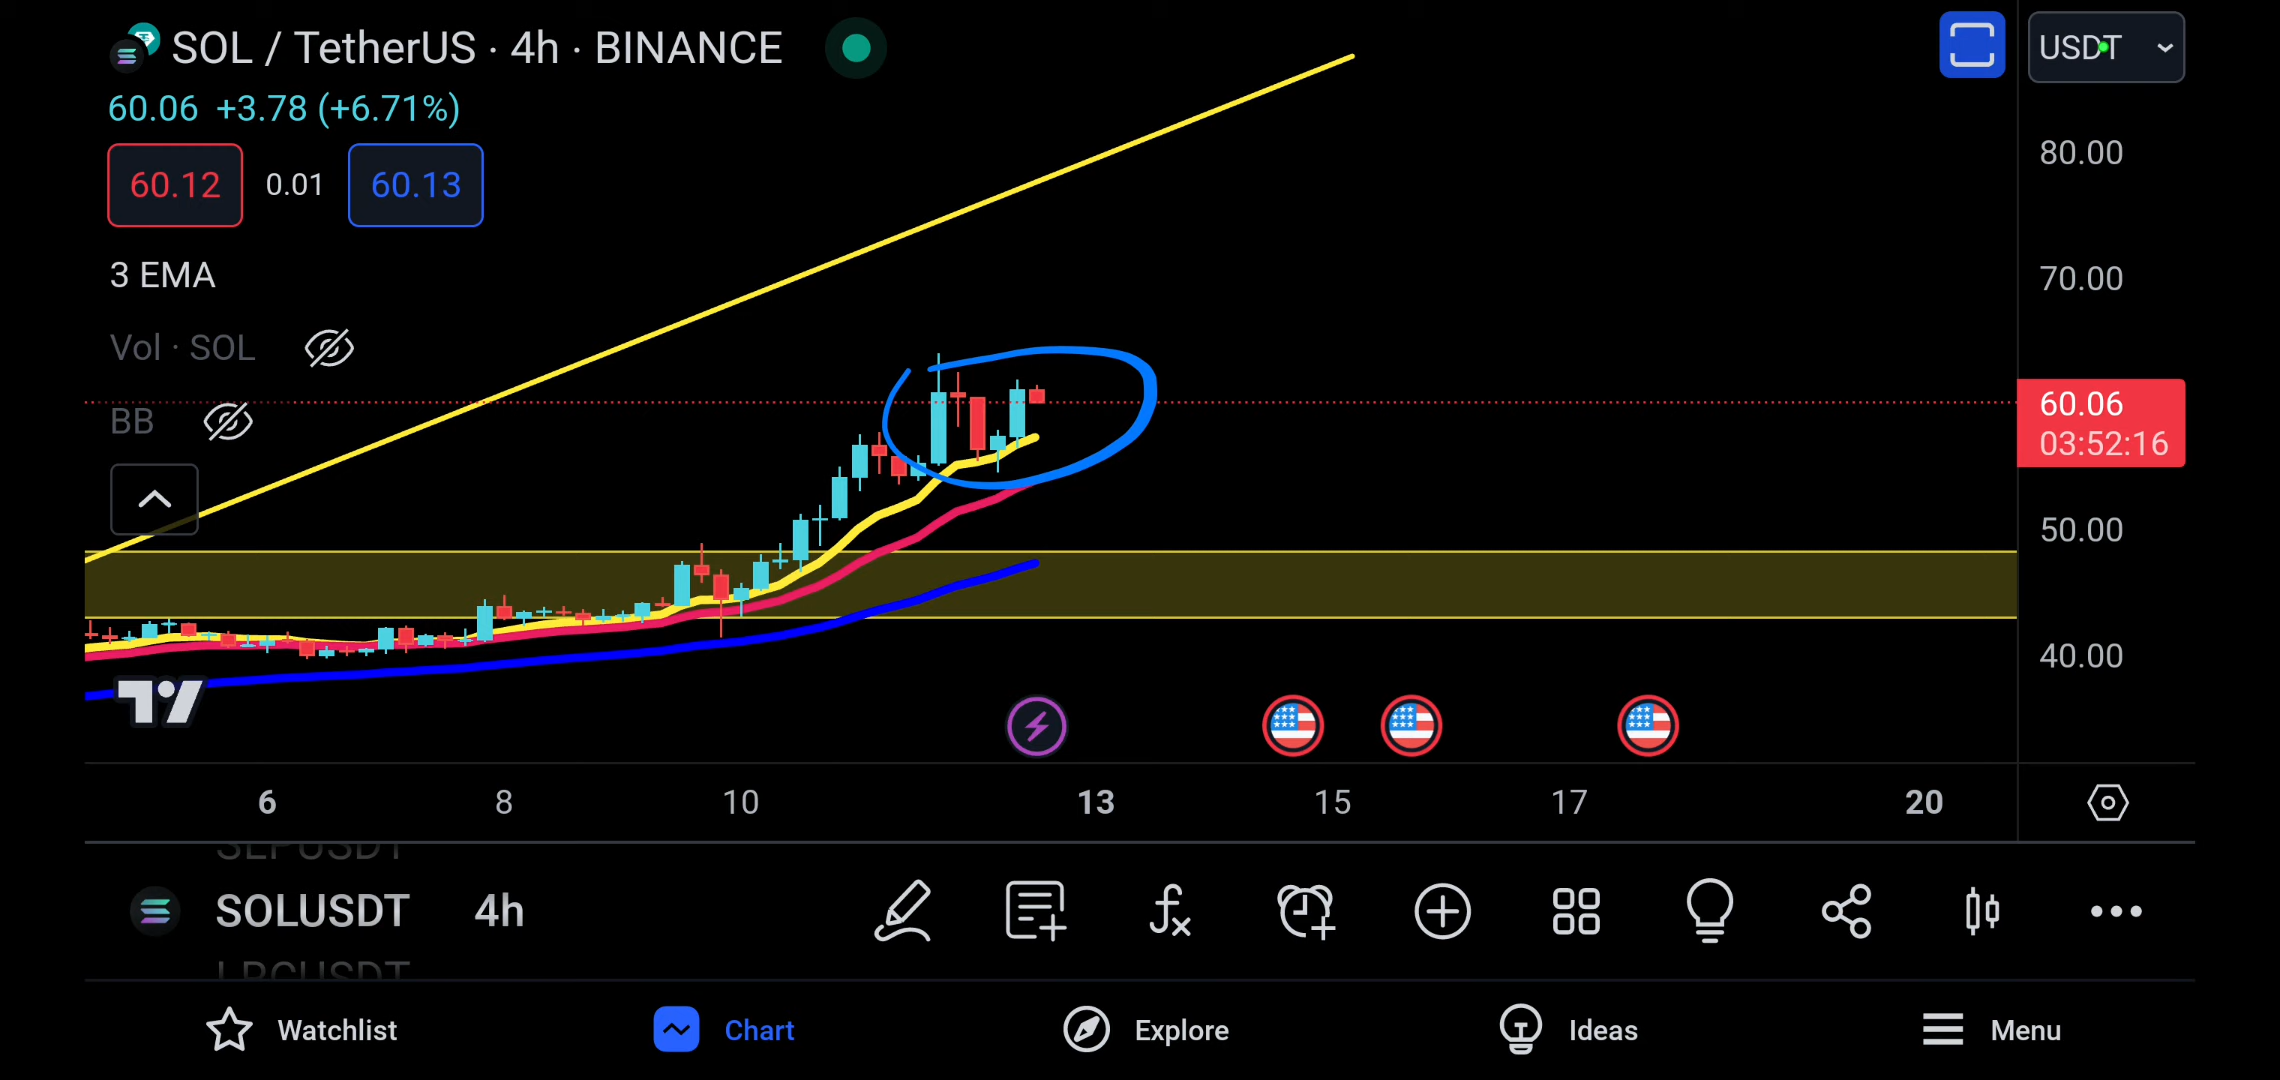 SOL / TetherUS · 4h · BINANCE
USDT
60.06 +3.78 (+6.71%)
60.12 0.01 60.13
3 EMA
Vol · SOL
BB
80.00
70.00
60.06
03:52:16
50.00
40.00
6 8 10 13 15 17 20
SOLUSDT 4h
Watchlist Chart Explore Ideas Menu